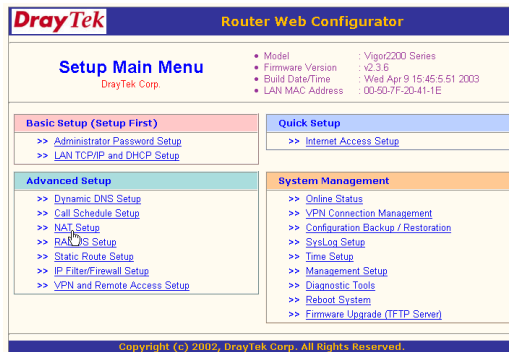 DrayTek Router Web Configurator
Setup Main Menu
DrayTek Corp.
Model : Vigor2200 Series
Firmware Version : v2.3.6
Build Date/Time : Wed Apr 9 15:45:5.51 2003
LAN MAC Address : 00-50-7F-20-41-1E
Basic Setup (Setup First)
>> Administrator Password Setup
>> LAN TCP/IP and DHCP Setup
Quick Setup
>> Internet Access Setup
Advanced Setup
>> Dynamic DNS Setup
>> Call Schedule Setup
>> NAT Setup
>> Setup
>> Static Route Setup
>> IP Filter/Firewall Setup
>> VPN and Remote Access Setup
System Management
>> Online Status
>> VPN Connection Management
>> Configuration Backup / Restoration
>> SysLog Setup
>> Time Setup
>> Management Setup
>> Diagnostic Tools
>> Reboot System
>> Firmware Upgrade (TFTP Server)
Copyright (c) 2002, DrayTek Corp. All Rights Reserved.